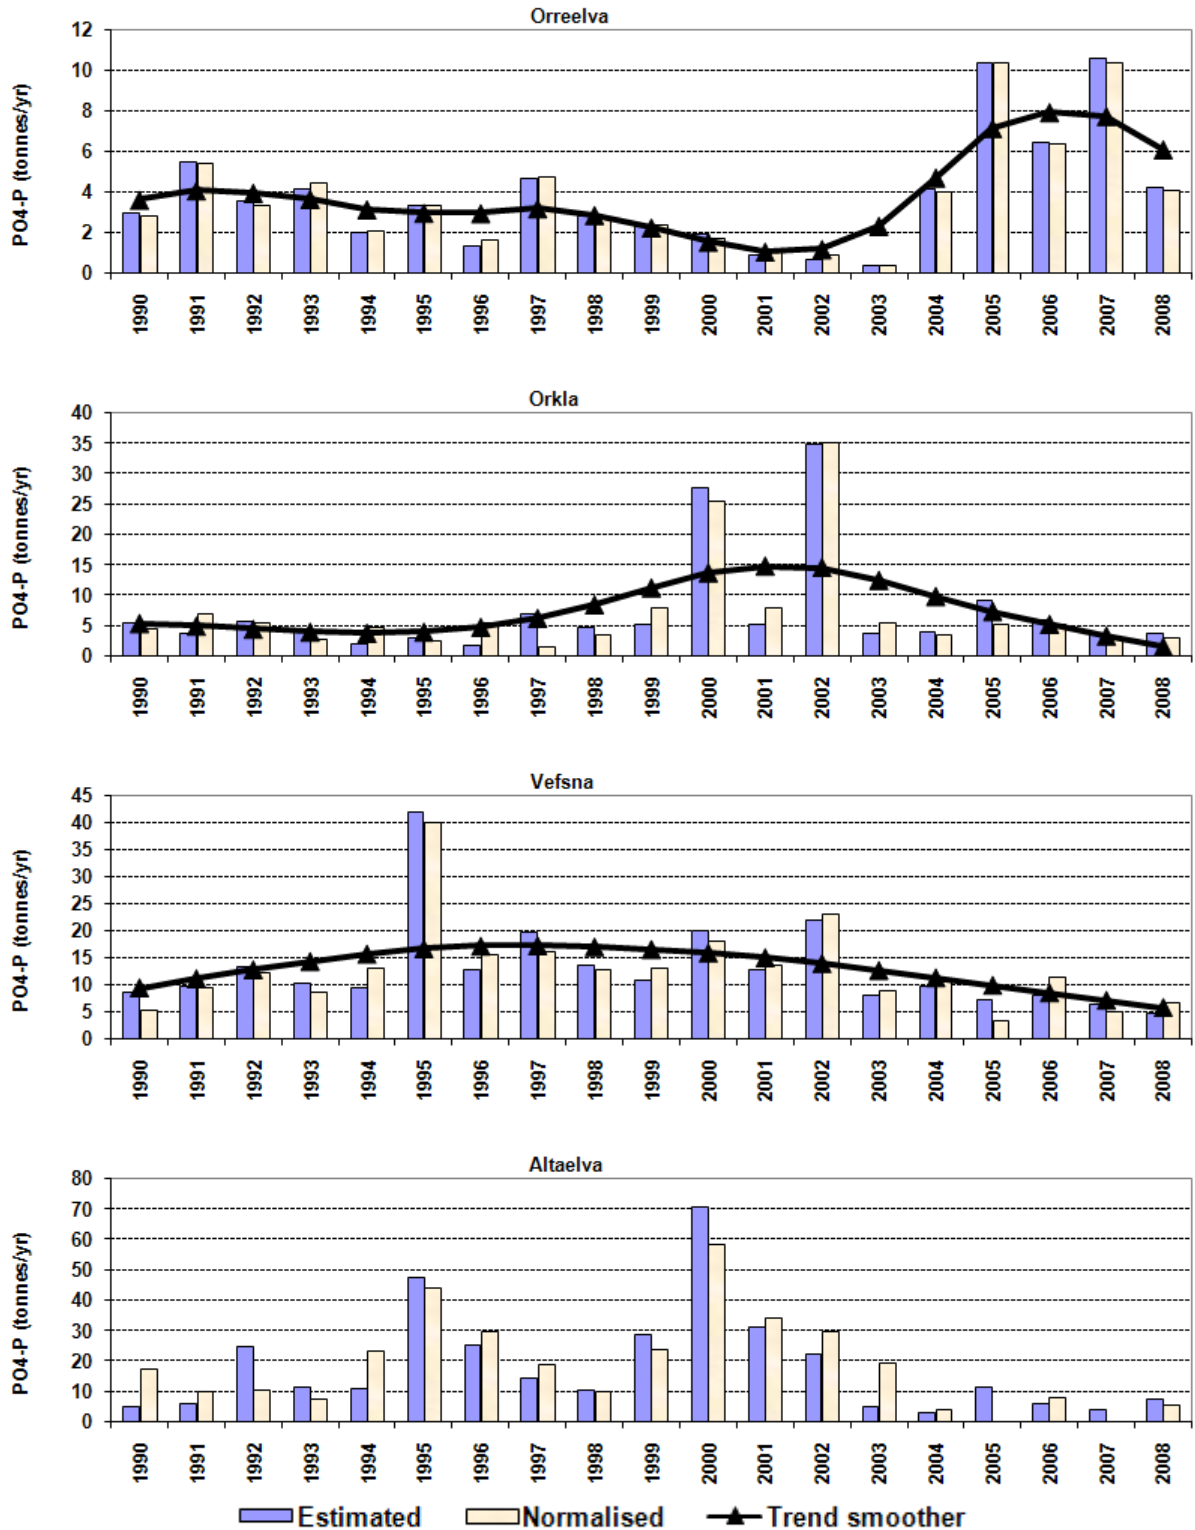 Orreelva
PO4-P (tonnes/yr)
12
10
8
6
4
2
0
1990 1991 1992 1993 1994 1995 1996 1997 1998 1999 2000 2001 2002 2003 2004 2005 2006 2007 2008
Orkla
PO4-P (tonnes/yr)
40
35
30
25
20
15
10
5
0
1990 1991 1992 1993 1994 1995 1996 1997 1998 1999 2000 2001 2002 2003 2004 2005 2006 2007 2008
Vefsna
PO4-P (tonnes/yr)
45
40
35
30
25
20
15
10
5
0
1990 1991 1992 1993 1994 1995 1996 1997 1998 1999 2000 2001 2002 2003 2004 2005 2006 2007 2008
Altaelva
PO4-P (tonnes/yr)
80
70
60
50
40
30
20
10
0
1990 1991 1992 1993 1994 1995 1996 1997 1998 1999 2000 2001 2002 2003 2004 2005 2006 2007 2008
Estimated Normalised Trend smoother